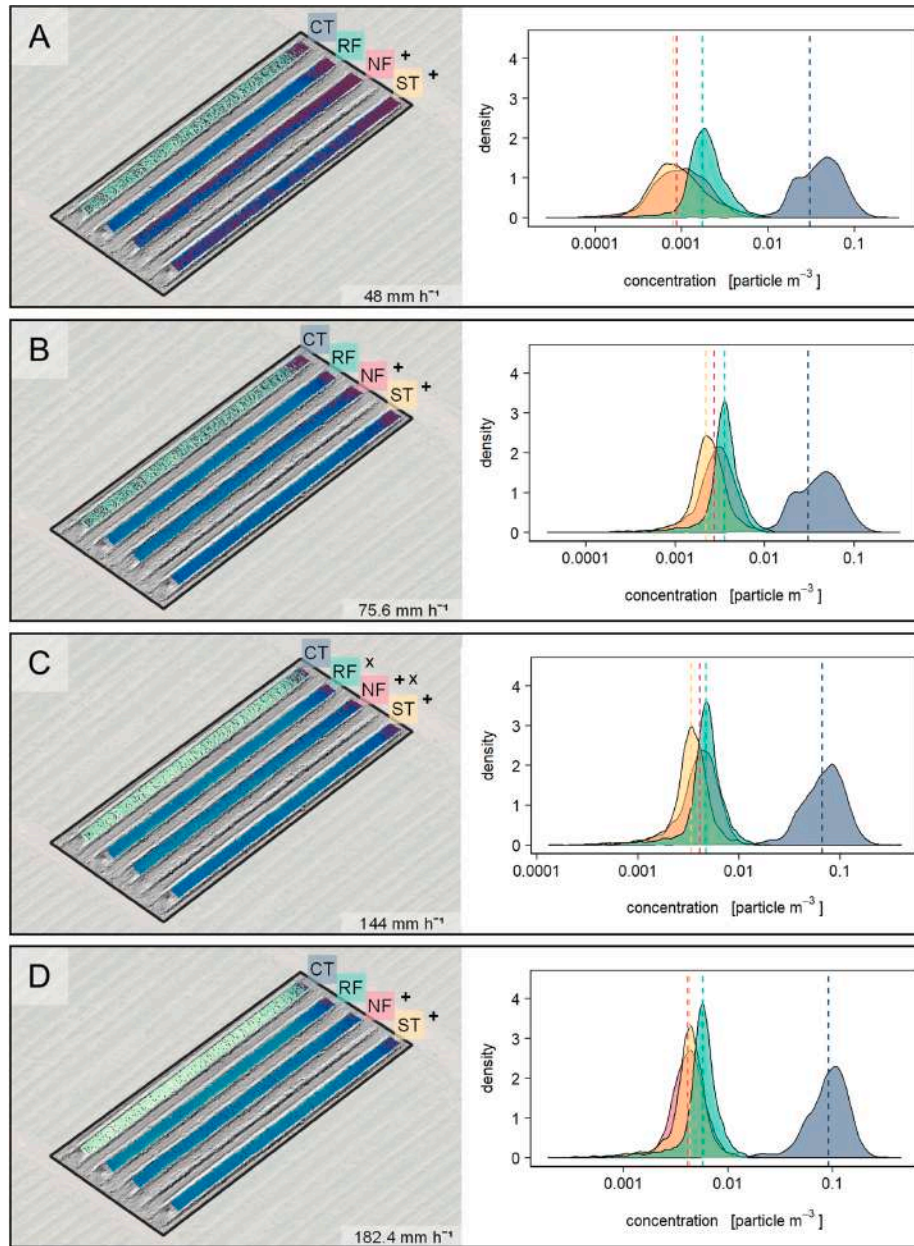 A
CT
RF
NF +
ST +
48 mm h⁻¹
density
4
3
2
1
0
0.0001 0.001 0.01 0.1
concentration [particle m⁻³]
B
CT
RF
NF +
ST +
75.6 mm h⁻¹
density
4
3
2
1
0
0.0001 0.001 0.01 0.1
concentration [particle m⁻³]
C
CT
RF x
NF + x
ST +
144 mm h⁻¹
density
4
3
2
1
0
0.0001 0.001 0.01 0.1
concentration [particle m⁻³]
D
CT
RF
NF +
ST +
182.4 mm h⁻¹
density
4
3
2
1
0
0.001 0.01 0.1
concentration [particle m⁻³]